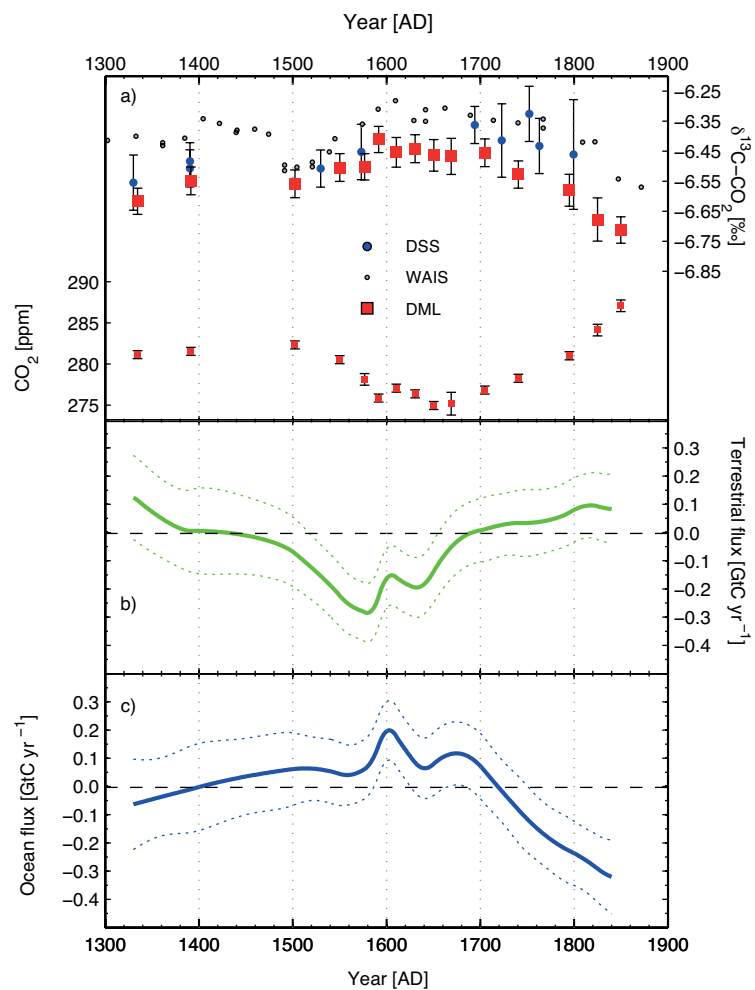 Year [AD]
1300 1400 1500 1600 1700 1800 1900
a)
−6.25
−6.35
−6.45
−6.55
−6.65
−6.75
−6.85
δ¹³C−CO₂ [‰]
DSS
WAIS
DML
290
285
280
275
CO₂ [ppm]
b)
0.3
0.2
0.1
0.0
−0.1
−0.2
−0.3
−0.4
Terrestrial flux [GtC yr⁻¹]
c)
0.3
0.2
0.1
0.0
−0.1
−0.2
−0.3
−0.4
Ocean flux [GtC yr⁻¹]
1300 1400 1500 1600 1700 1800 1900
Year [AD]